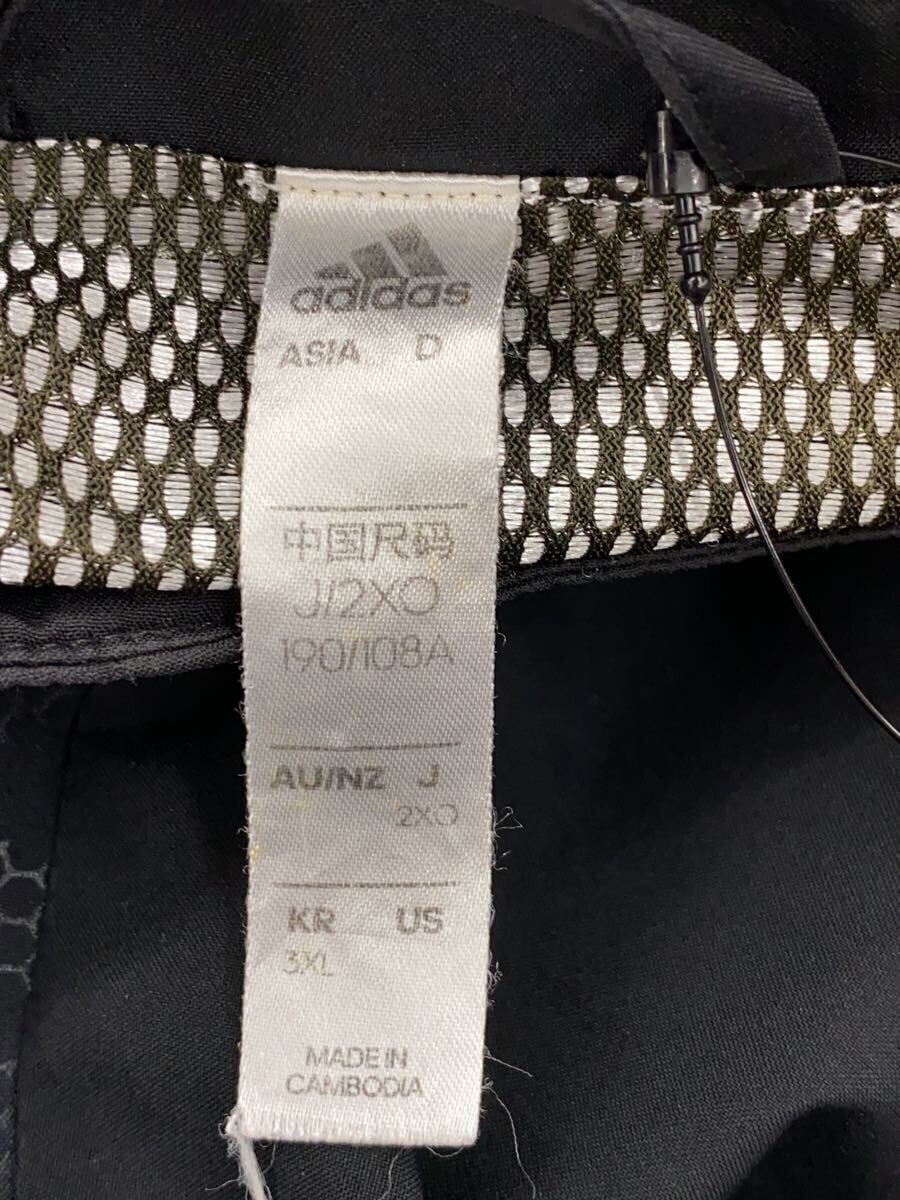 adidas
ASIA D
中国尺码
J/2XO
190/108A
AU/NZ J
2XO
KR US
3XL
MADE IN
CAMBODIA